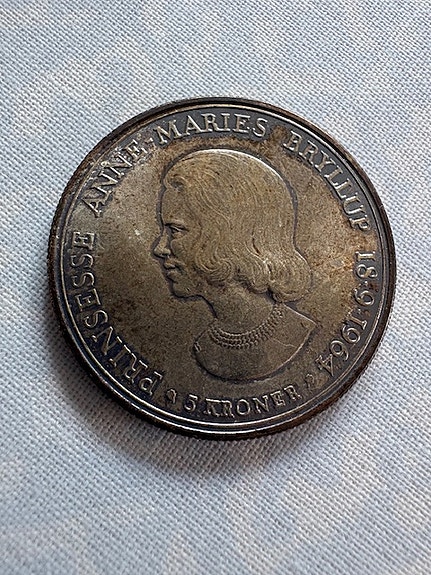 PRINSESSE ANNE-MARIES BRYLLUP 18·9·1964
5 KRONER